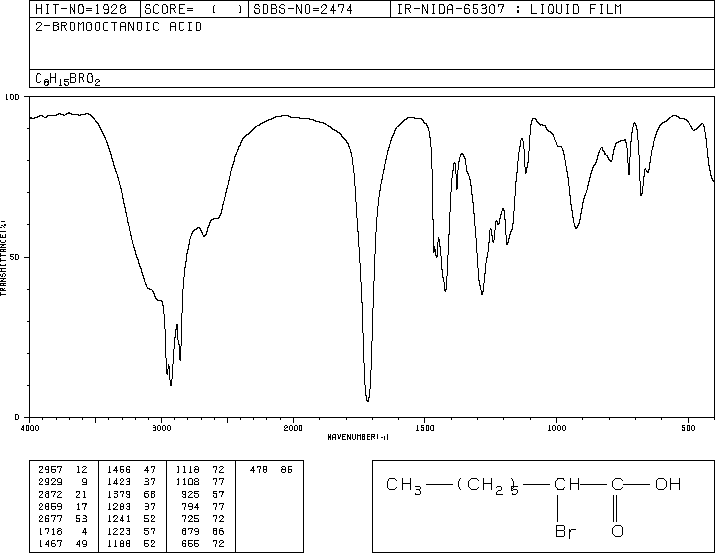 HIT-NO=1928 SCORE= ( ) SDBS-NO=2474 IR-NIDA-65307 : LIQUID FILM
2-BROMOOCTANOIC ACID
C8H15BRO2
100
TRANSMITTANCE(%)
50
0
4000 3000 2000 1500 1000 500
WAVENUMBER(-1)
2957 12 1456 47 1118 72 478 86
2929 9 1423 37 1108 77
2872 21 1379 68 925 57
2859 17 1283 37 794 77
2677 53 1241 52 725 72
1718 4 1223 57 679 66
1467 49 1188 52 655 72
CH3—(CH2)5—CH—C—OH
Br O